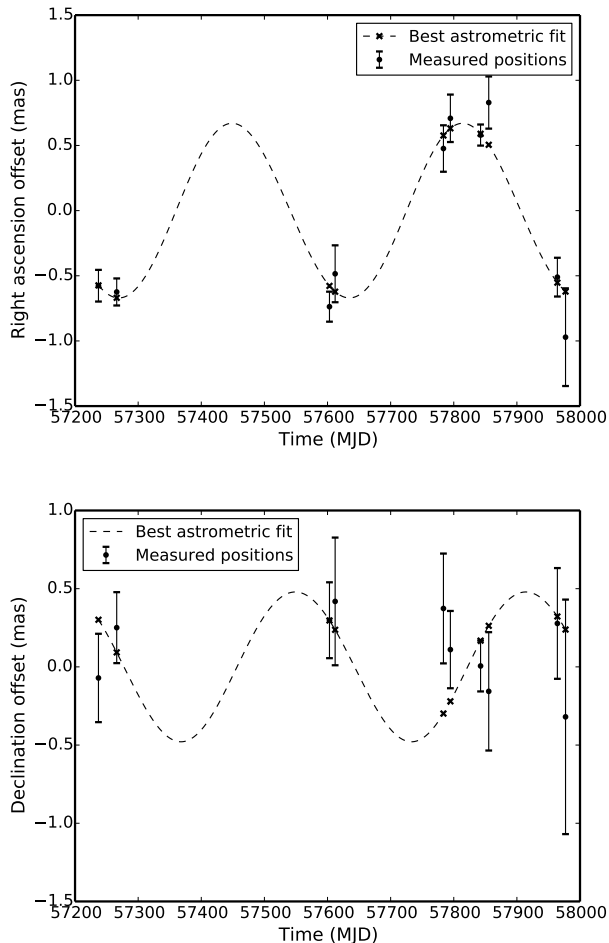 1.5
Best astrometric fit
Measured positions
1.0
0.5
0.0
−0.5
−1.0
−1.5
Right ascension offset (mas)
57200 57300 57400 57500 57600 57700 57800 57900 58000
Time (MJD)
1.0
Best astrometric fit
Measured positions
0.5
0.0
−0.5
−1.0
−1.5
Declination offset (mas)
57200 57300 57400 57500 57600 57700 57800 57900 58000
Time (MJD)